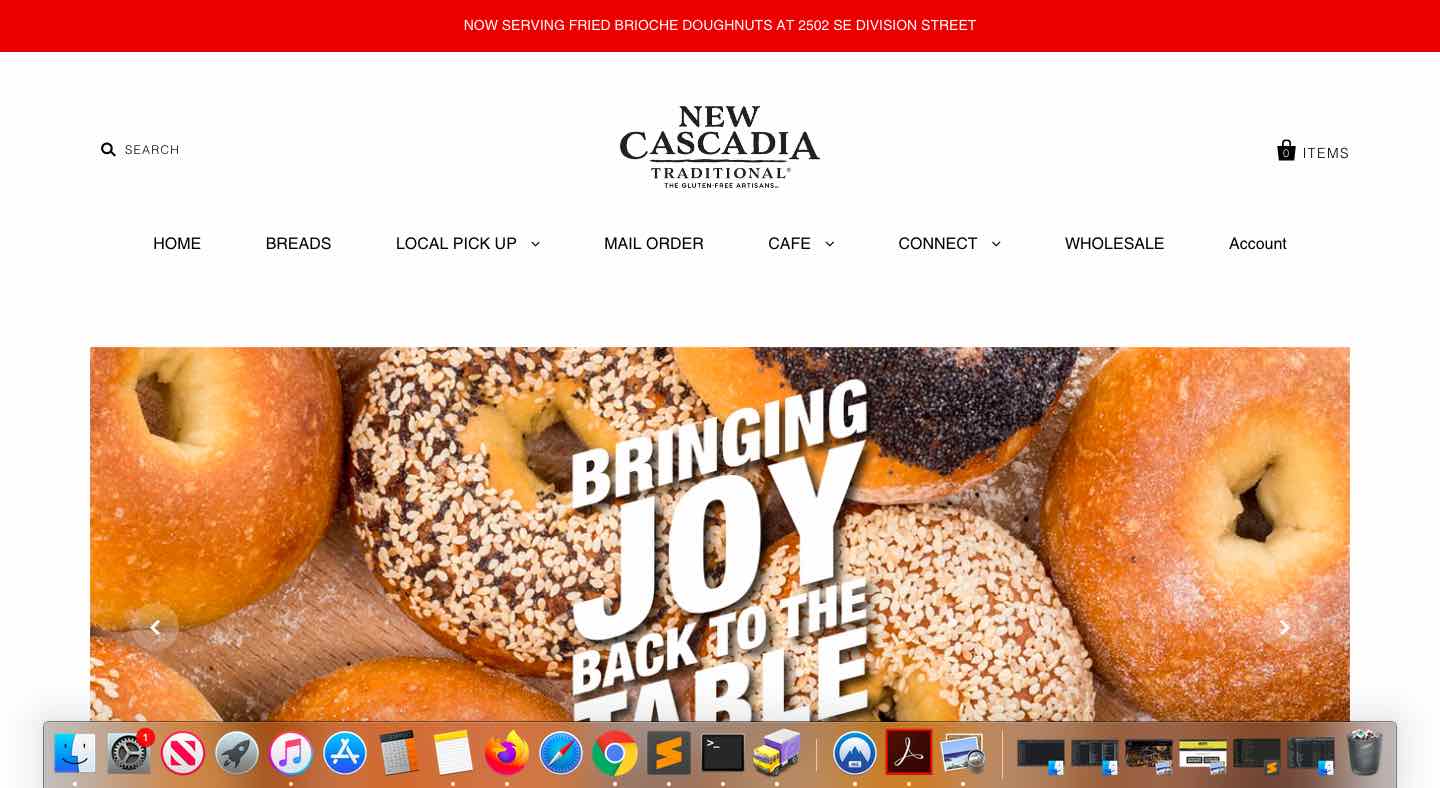 NOW SERVING FRIED BRIOCHE DOUGHNUTS AT 2502 SE DIVISION STREET
SEARCH
NEW
CASCADIA
TRADITIONAL®
THE GLUTEN-FREE ARTISANS
0 ITEMS
HOME BREADS LOCAL PICK UP MAIL ORDER CAFE CONNECT WHOLESALE Account
BRINGING
JOY
BACK TO THE
TABLE
1